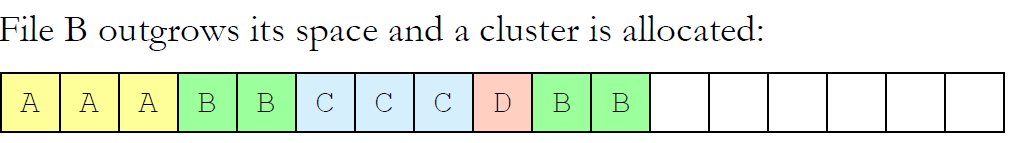 File B outgrows its space and a cluster is allocated:
A A A B B C C C D B B